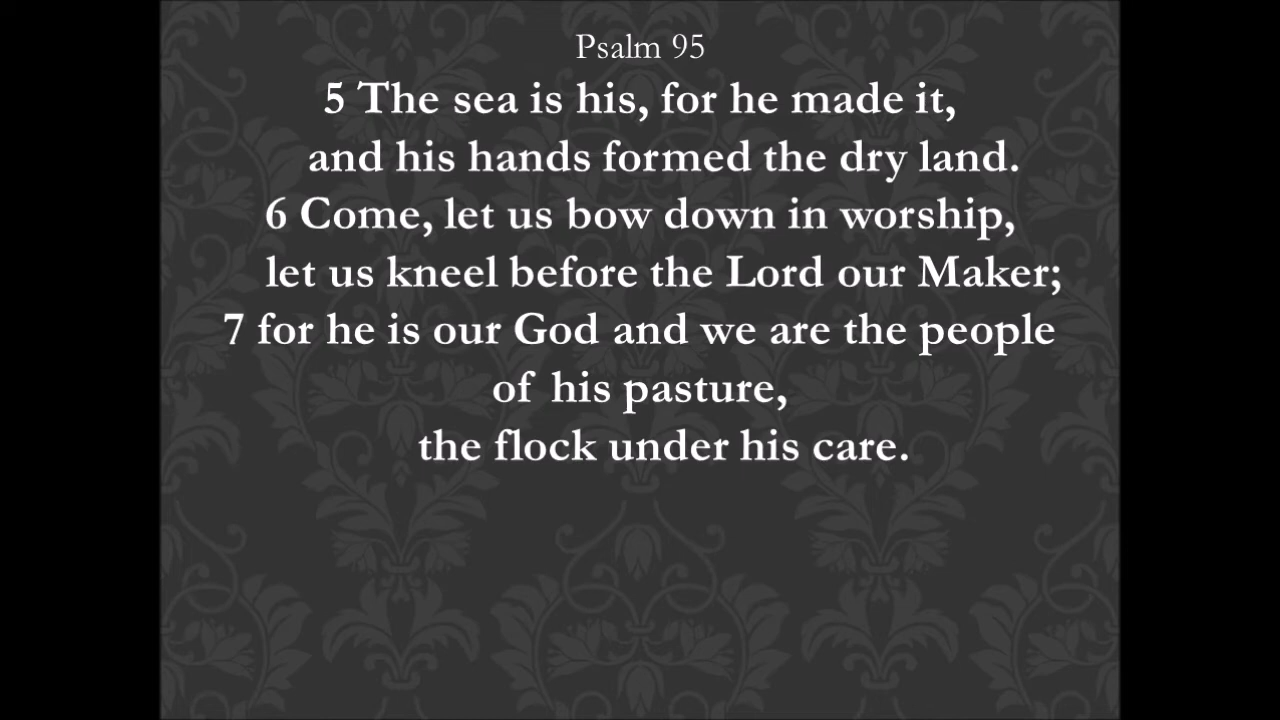 Psalm 95
5 The sea is his, for he made it,
and his hands formed the dry land.
6 Come, let us bow down in worship,
let us kneel before the Lord our Maker;
7 for he is our God and we are the people
of his pasture,
the flock under his care.